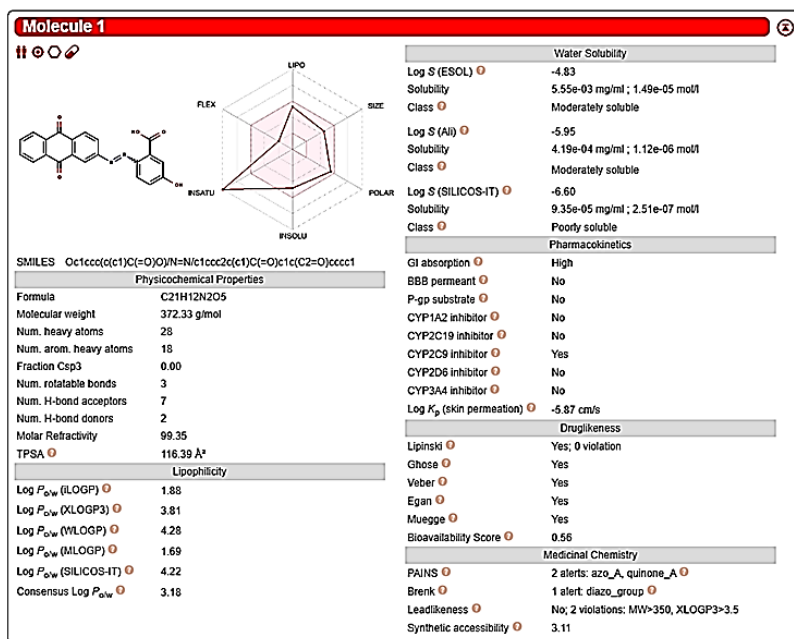 Molecule 1
LIPO
FLEX
SIZE
INSATU
POLAR
INSOLU
SMILES Oc1ccc(c(c1)C(=O)O)/N=N/c1ccc2c(c1)C(=O)c1c(C2=O)cccc1
Physicochemical Properties
Formula C21H12N2O5
Molecular weight 372.33 g/mol
Num. heavy atoms 28
Num. arom. heavy atoms 18
Fraction Csp3 0.00
Num. rotatable bonds 3
Num. H-bond acceptors 7
Num. H-bond donors 2
Molar Refractivity 99.35
TPSA 116.39 Å²
Lipophilicity
Log Po/w (iLOGP) 1.88
Log Po/w (XLOGP3) 3.81
Log Po/w (WLOGP) 4.28
Log Po/w (MLOGP) 1.69
Log Po/w (SILICOS-IT) 4.22
Consensus Log Po/w 3.18
Water Solubility
Log S (ESOL) -4.83
Solubility 5.55e-03 mg/ml ; 1.49e-05 mol/l
Class Moderately soluble
Log S (Ali) -5.95
Solubility 4.19e-04 mg/ml ; 1.12e-06 mol/l
Class Moderately soluble
Log S (SILICOS-IT) -6.60
Solubility 9.35e-05 mg/ml ; 2.51e-07 mol/l
Class Poorly soluble
Pharmacokinetics
GI absorption High
BBB permeant No
P-gp substrate No
CYP1A2 inhibitor No
CYP2C19 inhibitor No
CYP2C9 inhibitor Yes
CYP2D6 inhibitor No
CYP3A4 inhibitor No
Log Kp (skin permeation) -5.87 cm/s
Druglikeness
Lipinski Yes; 0 violation
Ghose Yes
Veber Yes
Egan Yes
Muegge Yes
Bioavailability Score 0.56
Medicinal Chemistry
PAINS 2 alerts: azo_A, quinone_A
Brenk 1 alert: diazo_group
Leadlikeness No; 2 violations: MW>350, XLOGP3>3.5
Synthetic accessibility 3.11